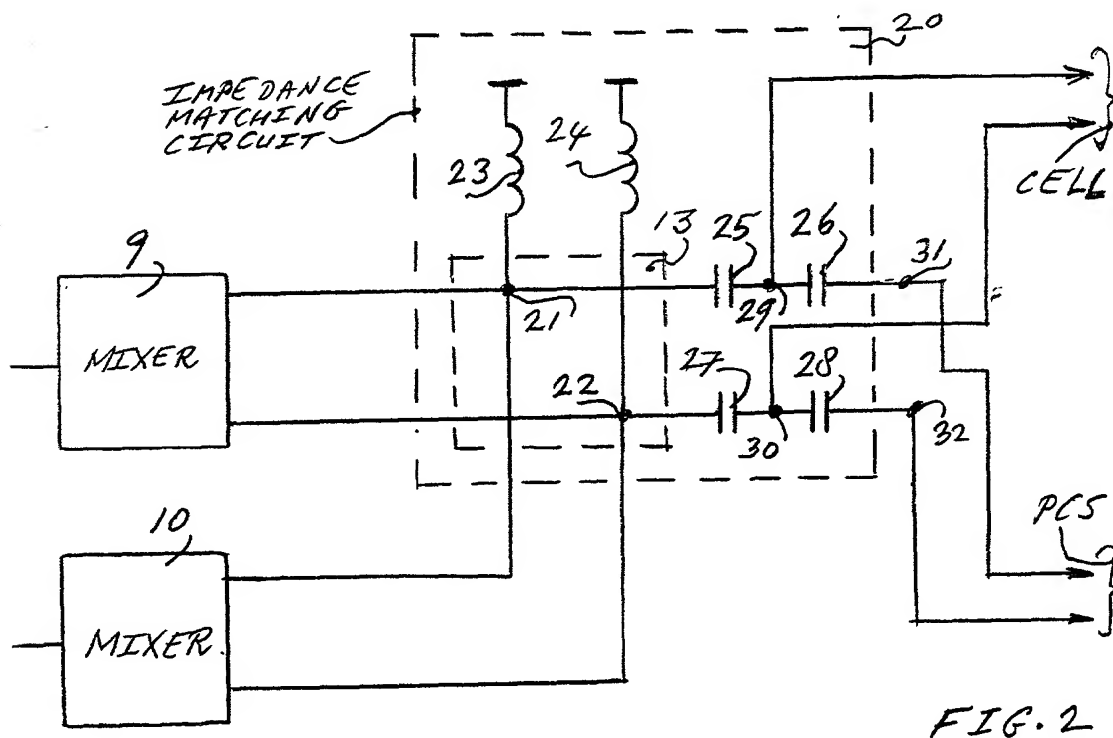 20
IMPEDANCE
MATCHING
CIRCUIT
23
24
CELL
13
25
26
31
9
MIXER
21
29
22
27
28
30
32
10
MIXER
PCS
FIG. 2